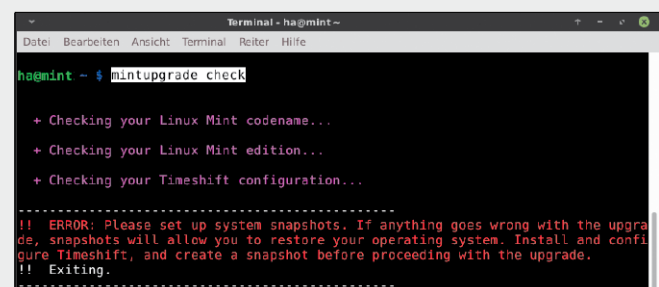 Terminal - ha@mint ~
Datei Bearbeiten Ansicht Terminal Reiter Hilfe
ha@mint ~ $ mintupgrade check
+ Checking your Linux Mint codename...
+ Checking your Linux Mint edition...
+ Checking your Timeshift configuration...
-------------------------------------------------
!! ERROR: Please set up system snapshots. If anything goes wrong with the upgra
de, snapshots will allow you to restore your operating system. Install and confi
gure Timeshift, and create a snapshot before proceeding with the upgrade.
!! Exiting.
-------------------------------------------------